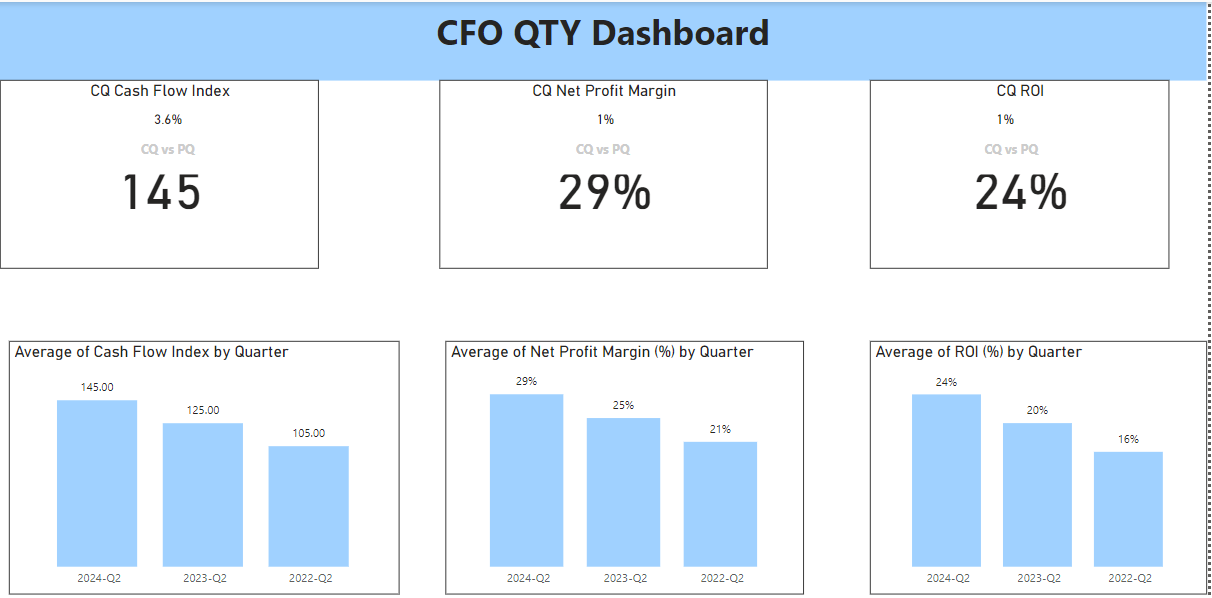 CFO QTY Dashboard
CQ Cash Flow Index
3.6%
CQ vs PQ
145
CQ Net Profit Margin
1%
CQ vs PQ
29%
CQ ROI
1%
CQ vs PQ
24%
Average of Cash Flow Index by Quarter
145.00
125.00
105.00
2024-Q2
2023-Q2
2022-Q2
Average of Net Profit Margin (%) by Quarter
29%
25%
21%
2024-Q2
2023-Q2
2022-Q2
Average of ROI (%) by Quarter
24%
20%
16%
2024-Q2
2023-Q2
2022-Q2